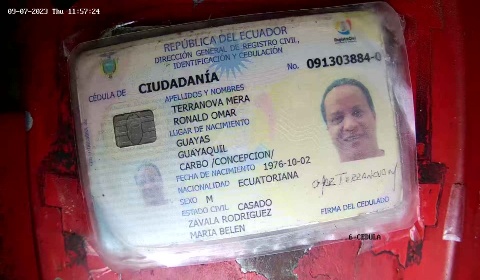 09-07-2023 Thu 11:57:24
REPÚBLICA DEL ECUADOR
DIRECCIÓN GENERAL DE REGISTRO CIVIL,
IDENTIFICACIÓN Y CEDULACIÓN
CÉDULA DE CIUDADANÍA No. 091303884-0
APELLIDOS Y NOMBRES
TERRANOVA MERA
RONALD OMAR
LUGAR DE NACIMIENTO
GUAYAS
GUAYAQUIL
CARBO /CONCEPCION/
FECHA DE NACIMIENTO 1976-10-02
NACIONALIDAD ECUATORIANA
SEXO M
ESTADO CIVIL CASADO
ZAVALA RODRIGUEZ
MARIA BELEN
FIRMA DEL CEDULADO
6-CEDULA